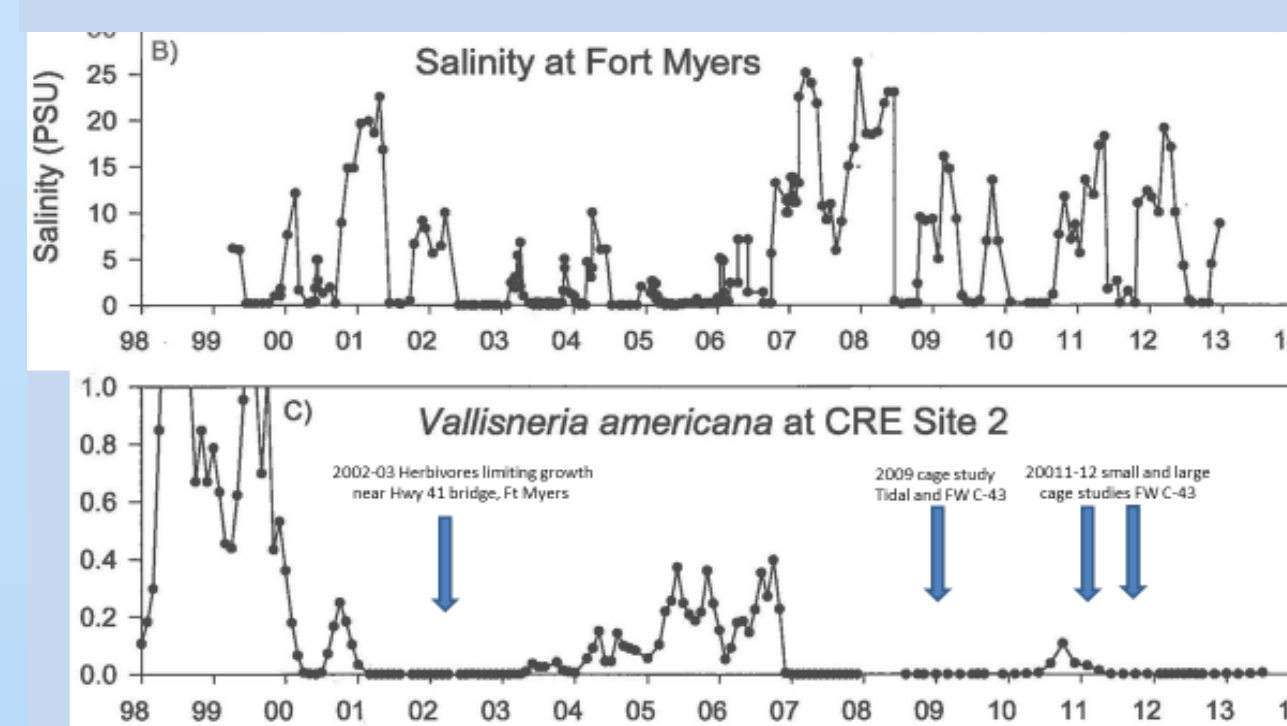 30
B)
Salinity at Fort Myers
Salinity (PSU)
25
20
15
10
5
0
98 99 00 01 02 03 04 05 06 07 08 09 10 11 12 13 1
C)
Vallisneria americana at CRE Site 2
1.0
0.8
0.6
0.4
0.2
0.0
2002-03 Herbivores limiting growth
near Hwy 41 bridge, Ft Myers
2009 cage study
Tidal and FW C-43
20011-12 small and large
cage studies FW C-43
98 99 00 01 02 03 04 05 06 07 08 09 10 11 12 13 1